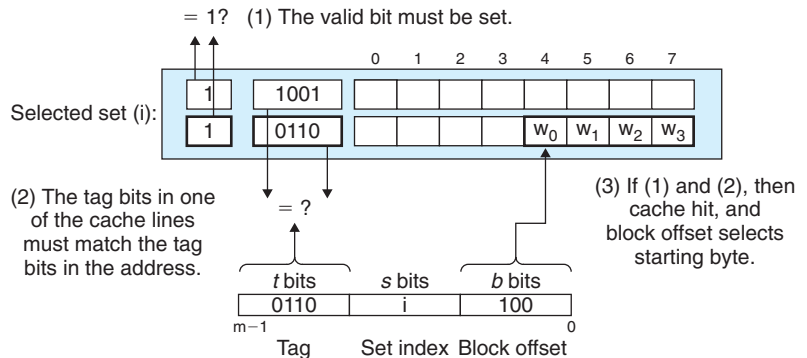 = 1? (1) The valid bit must be set.
0 1 2 3 4 5 6 7
Selected set (i):
1 1001
1 0110 w0 w1 w2 w3
(2) The tag bits in one
of the cache lines
must match the tag
bits in the address.
= ?
(3) If (1) and (2), then
cache hit, and
block offset selects
starting byte.
t bits s bits b bits
0110 i 100
m−1 0
Tag Set index Block offset